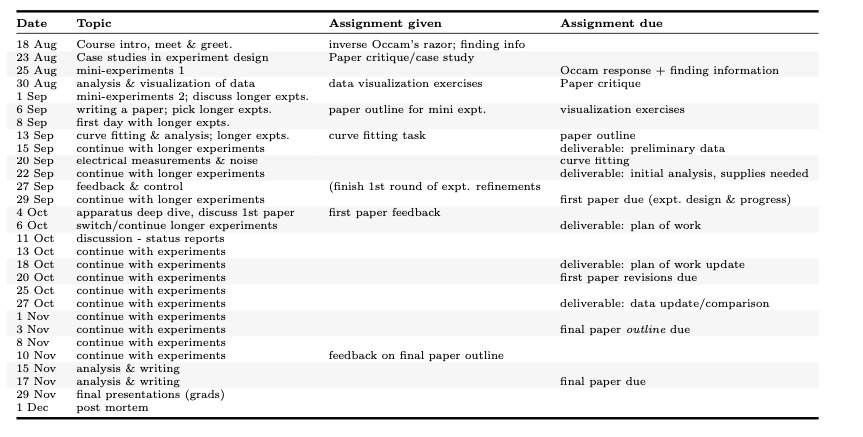 Date Topic Assignment given Assignment due
18 Aug Course intro, meet & greet. inverse Occam's razor; finding info
23 Aug Case studies in experiment design Paper critique/case study
25 Aug mini-experiments 1 Occam response + finding information
30 Aug analysis & visualization of data data visualization exercises Paper critique
1 Sep mini-experiments 2; discuss longer expts.
6 Sep writing a paper; pick longer expts. paper outline for mini expt. visualization exercises
8 Sep first day with longer expts.
13 Sep curve fitting & analysis; longer expts. curve fitting task paper outline
15 Sep continue with longer experiments deliverable: preliminary data
20 Sep electrical measurements & noise curve fitting
22 Sep continue with longer experiments deliverable: initial analysis, supplies needed
27 Sep feedback & control (finish 1st round of expt. refinements
29 Sep continue with longer experiments first paper due (expt. design & progress)
4 Oct apparatus deep dive, discuss 1st paper first paper feedback
6 Oct switch/continue longer experiments deliverable: plan of work
11 Oct discussion - status reports
13 Oct continue with experiments
18 Oct continue with experiments deliverable: plan of work update
20 Oct continue with experiments first paper revisions due
25 Oct continue with experiments
27 Oct continue with experiments deliverable: data update/comparison
1 Nov continue with experiments
3 Nov continue with experiments final paper outline due
8 Nov continue with experiments
10 Nov continue with experiments feedback on final paper outline
15 Nov analysis & writing
17 Nov analysis & writing final paper due
29 Nov final presentations (grads)
1 Dec post mortem